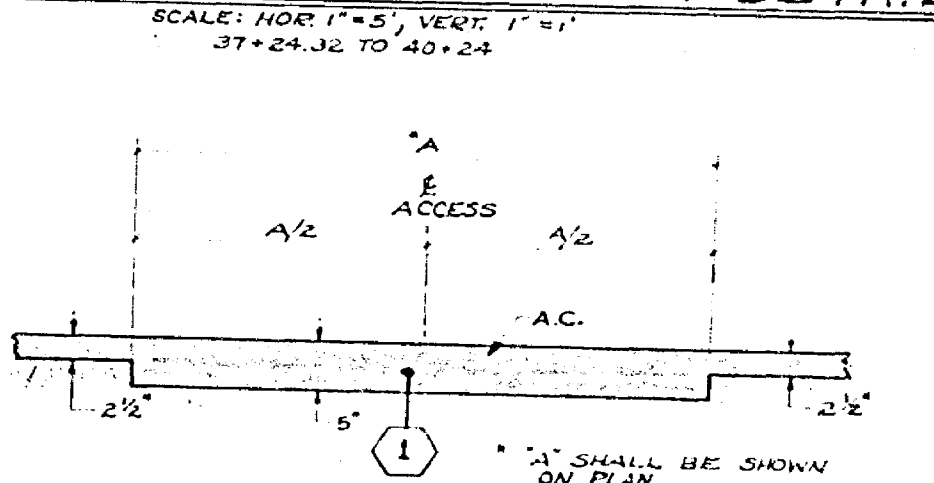 SCALE: HOR. 1" = 5', VERT. 1" = 1'
37+24.32 TO 40+24
"A
℄
ACCESS
A/2
A/2
A.C.
2½"
5"
2½"
1
* "A" SHALL BE SHOWN
ON PLAN